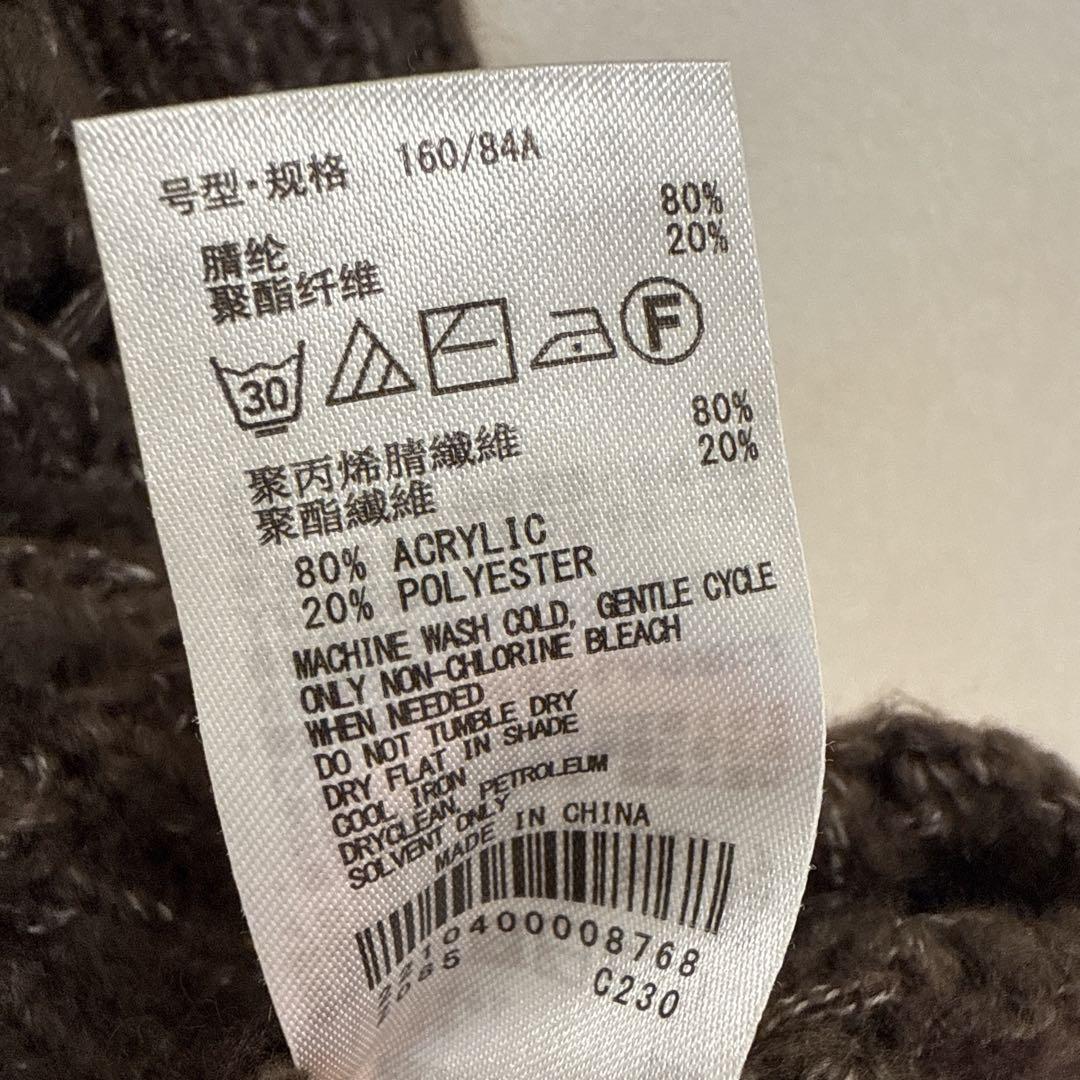 号型·规格 160/84A
腈纶 80%
聚酯纤维 20%
30 F
聚丙烯腈纖維 80%
聚酯纖維 20%
80% ACRYLIC
20% POLYESTER
MACHINE WASH COLD, GENTLE CYCLE
ONLY NON-CHLORINE BLEACH
WHEN NEEDED
DO NOT TUMBLE DRY
DRY FLAT IN SHADE
COOL IRON
DRYCLEAN, PETROLEUM
SOLVENT ONLY
MADE IN CHINA
210400008768
C230